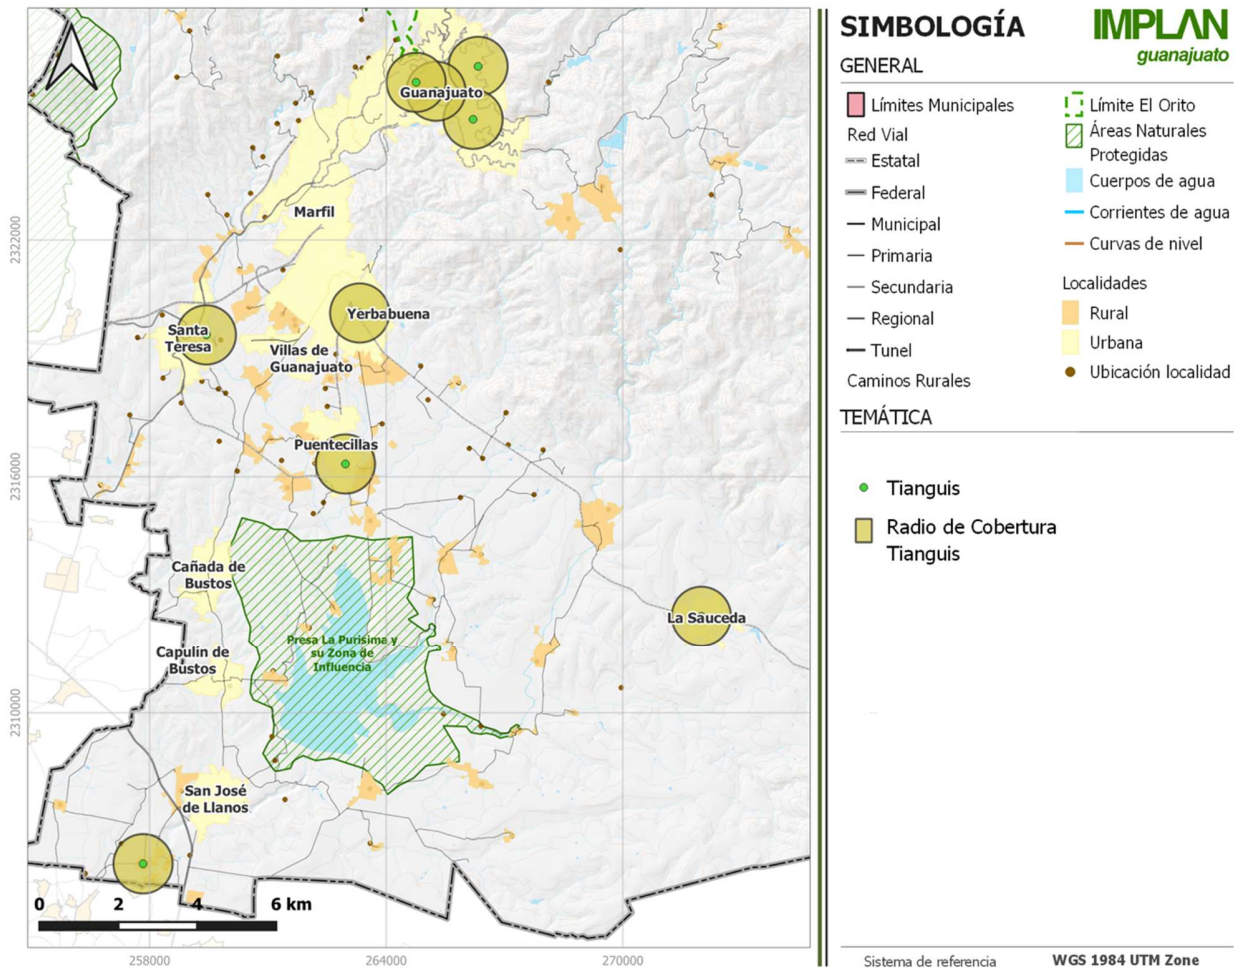 Guanajuato
Marfil
Yerbabuena
Santa
Teresa
Villas de
Guanajuato
Puentecillas
Cañada de
Bustos
La Sauceda
Presa La Purisima y
su Zona de
Influencia
Capulín de
Bustos
San José
de Llanos
0 2 4 6 km
2322000
2316000
2310000
258000 264000 270000
SIMBOLOGÍA
IMPLAN
guanajuato
GENERAL
Límites Municipales
Red Vial
Estatal
Federal
Municipal
Primaria
Secundaria
Regional
Tunel
Caminos Rurales
Límite El Orito
Áreas Naturales
Protegidas
Cuerpos de agua
Corrientes de agua
Curvas de nivel
Localidades
Rural
Urbana
Ubicación localidad
TEMÁTICA
Tianguis
Radio de Cobertura
Tianguis
Sistema de referencia WGS 1984 UTM Zone